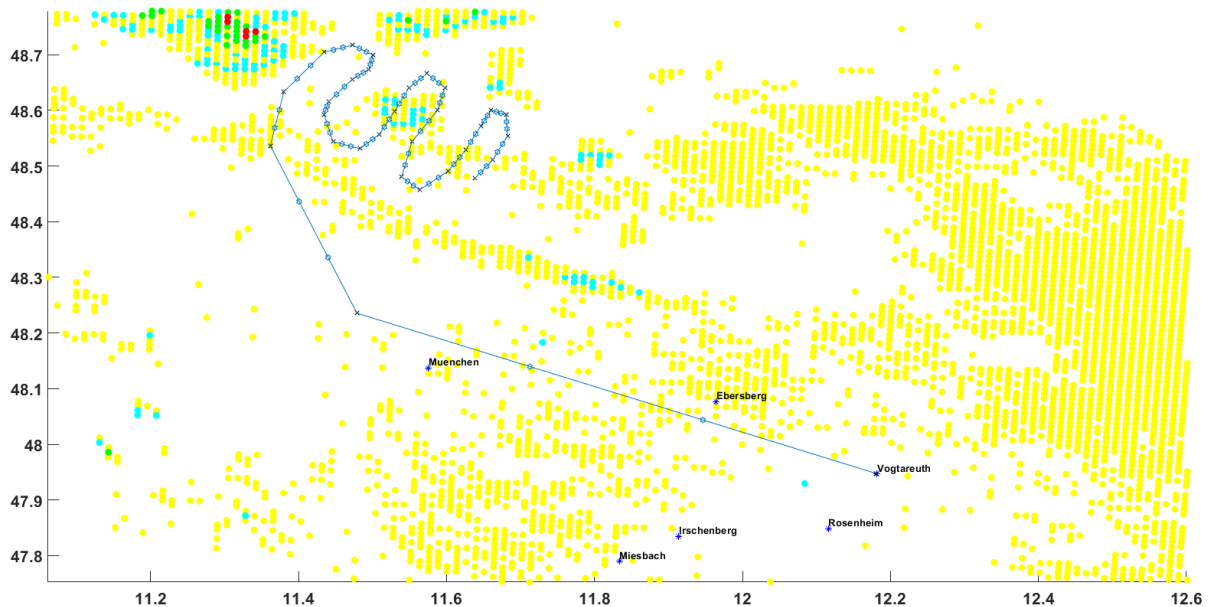 48.7
48.6
48.5
48.4
48.3
48.2
Muenchen
48.1
Ebersberg
48
Vogtareuth
47.9
Rosenheim
Irschenberg
47.8
Miesbach
11.2 11.4 11.6 11.8 12 12.2 12.4 12.6